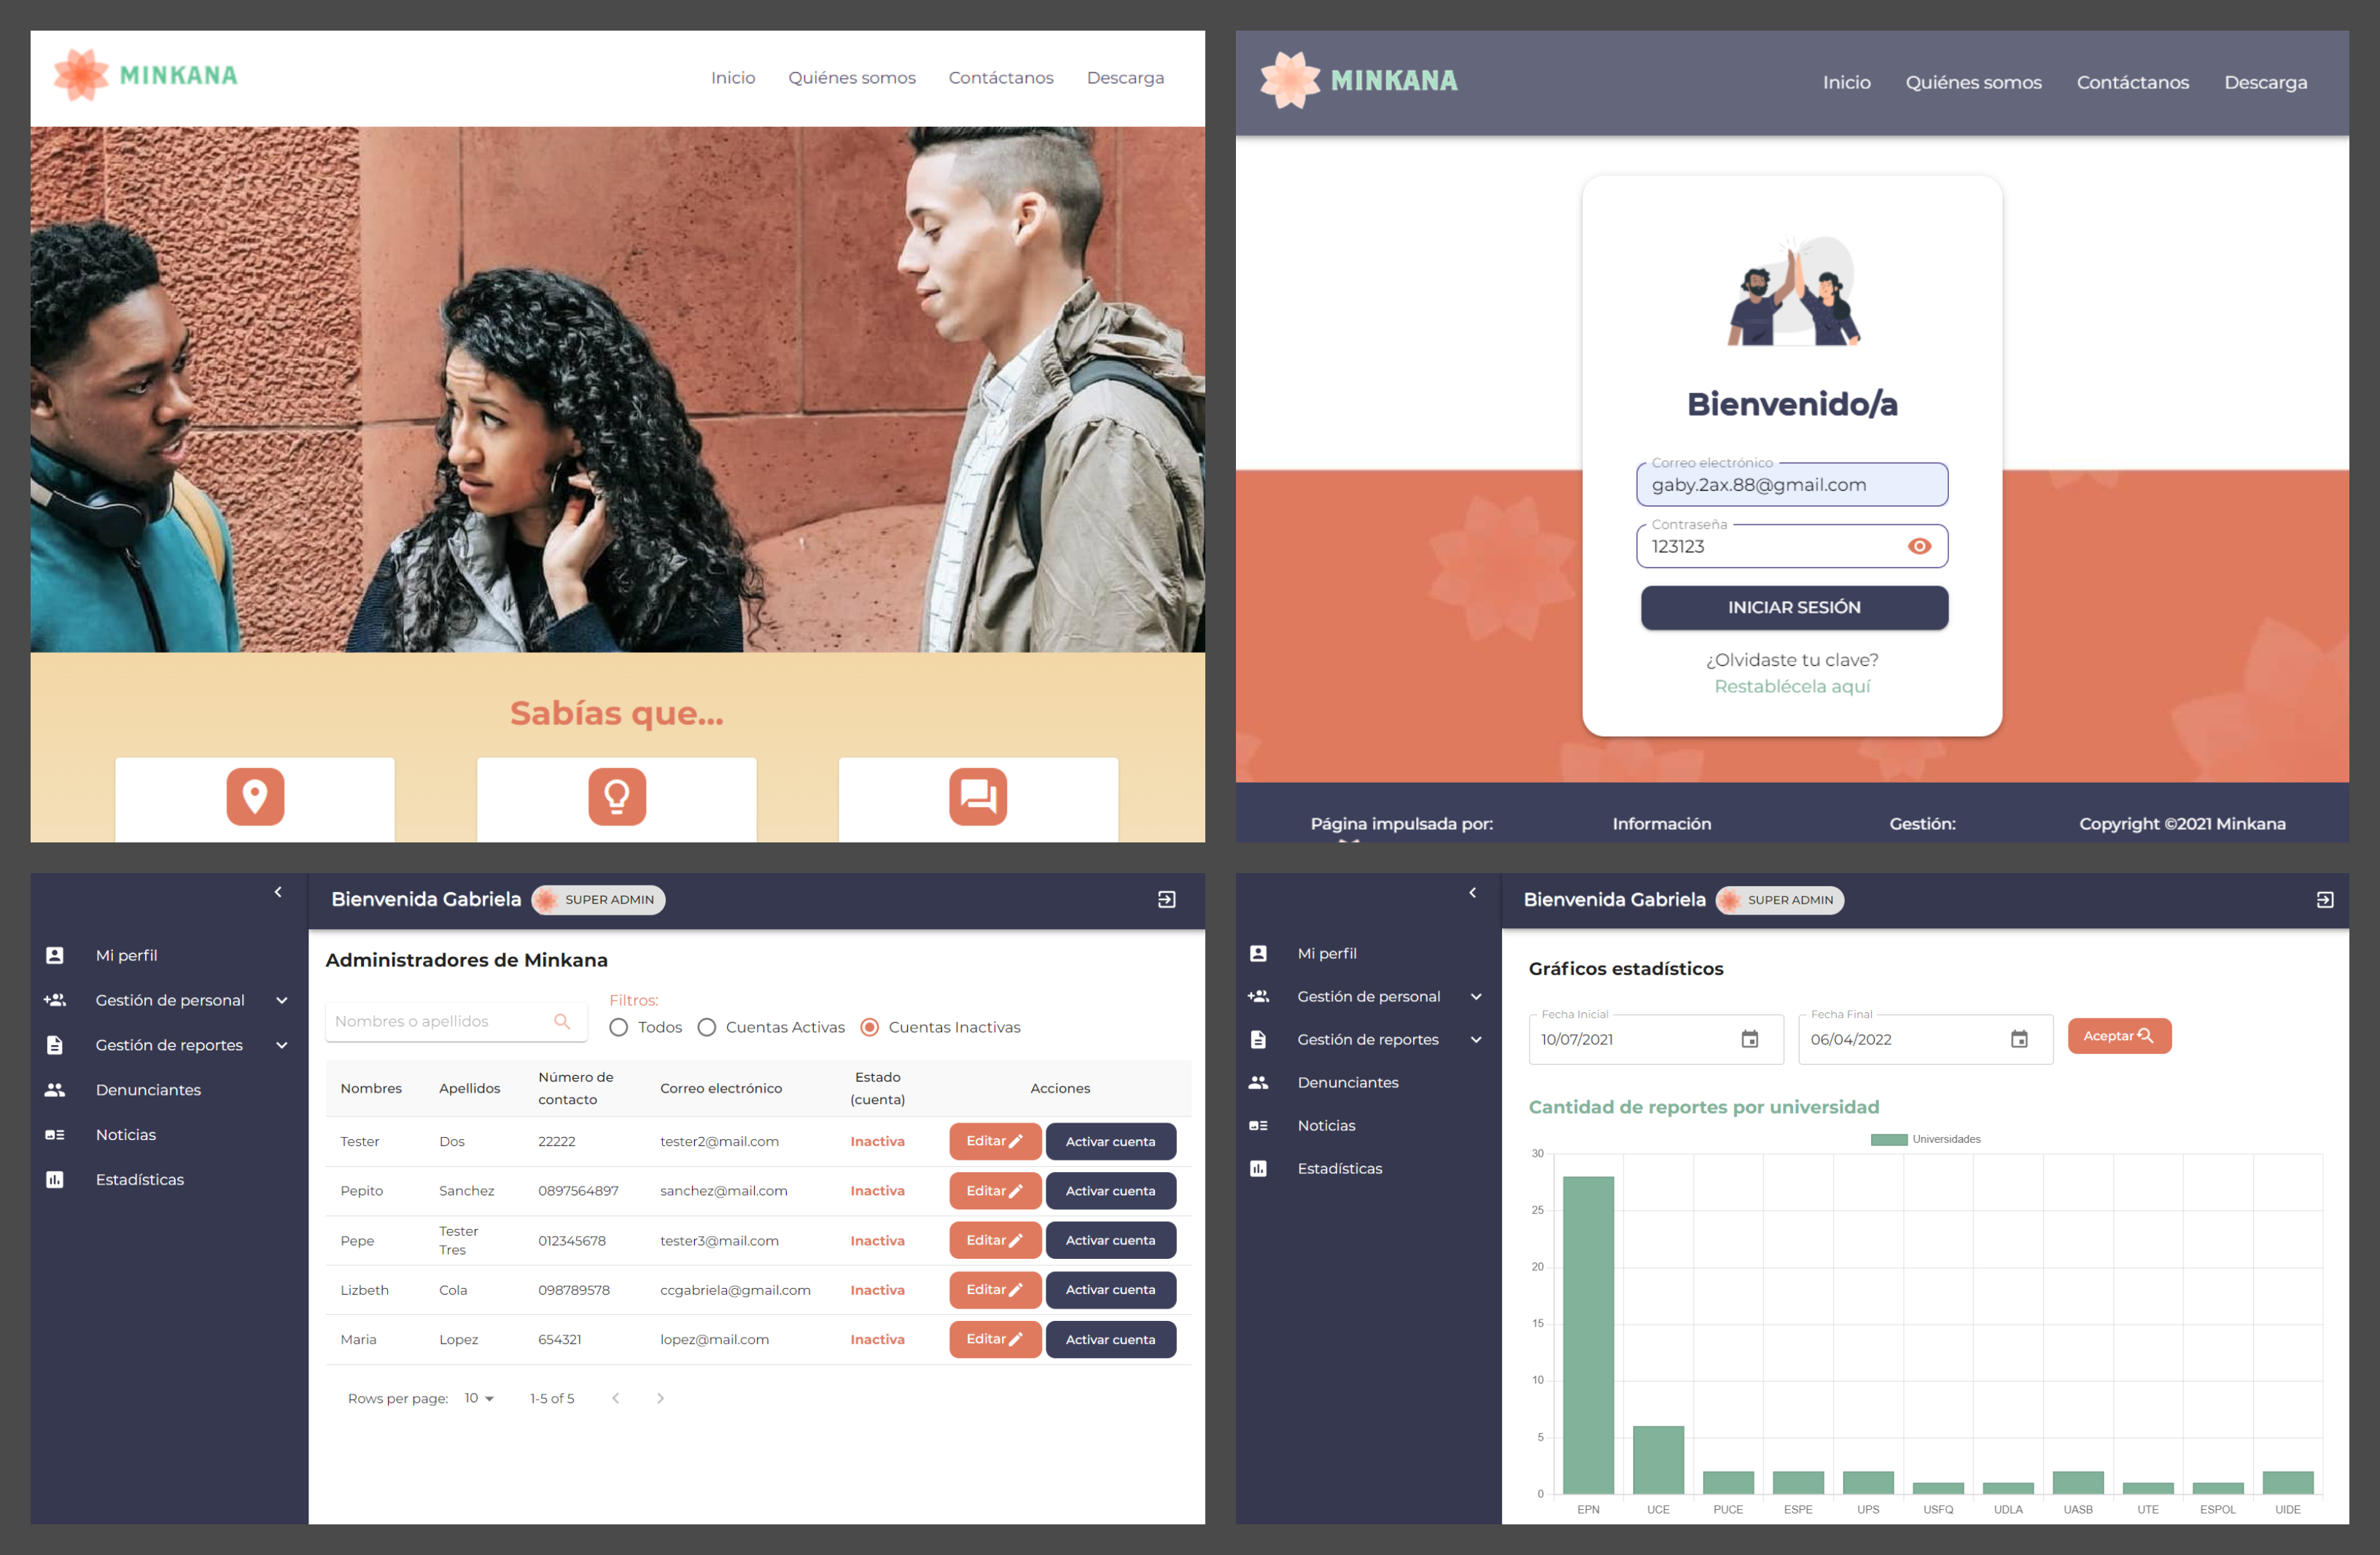 MINKANA
Inicio Quiénes somos Contáctanos Descarga
Sabías que...
MINKANA
Inicio Quiénes somos Contáctanos Descarga
Bienvenido/a
Correo electrónico
gaby.2ax.88@gmail.com
Contraseña
123123
INICIAR SESIÓN
¿Olvidaste tu clave?
Restablécela aquí
Página impulsada por: Información Gestión: Copyright ©2021 Minkana
Bienvenida Gabriela SUPER ADMIN
Mi perfil
Gestión de personal
Gestión de reportes
Denunciantes
Noticias
Estadísticas
Administradores de Minkana
Nombres o apellidos
Filtros:
Todos Cuentas Activas Cuentas Inactivas
Nombres Apellidos Número de contacto Correo electrónico Estado (cuenta) Acciones
Tester Dos 22222 tester2@mail.com Inactiva Editar Activar cuenta
Pepito Sanchez 0897564897 sanchez@mail.com Inactiva Editar Activar cuenta
Pepe Tester Tres 012345678 tester3@mail.com Inactiva Editar Activar cuenta
Lizbeth Cola 098789578 ccgabriela@gmail.com Inactiva Editar Activar cuenta
Maria Lopez 654321 lopez@mail.com Inactiva Editar Activar cuenta
Rows per page: 10 1-5 of 5
Bienvenida Gabriela SUPER ADMIN
Mi perfil
Gestión de personal
Gestión de reportes
Denunciantes
Noticias
Estadísticas
Gráficos estadísticos
Fecha Inicial
10/07/2021
Fecha Final
06/04/2022
Aceptar
Cantidad de reportes por universidad
Universidades
30
25
20
15
10
5
0
EPN UCE PUCE ESPE UPS USFQ UDLA UASB UTE ESPOL UIDE